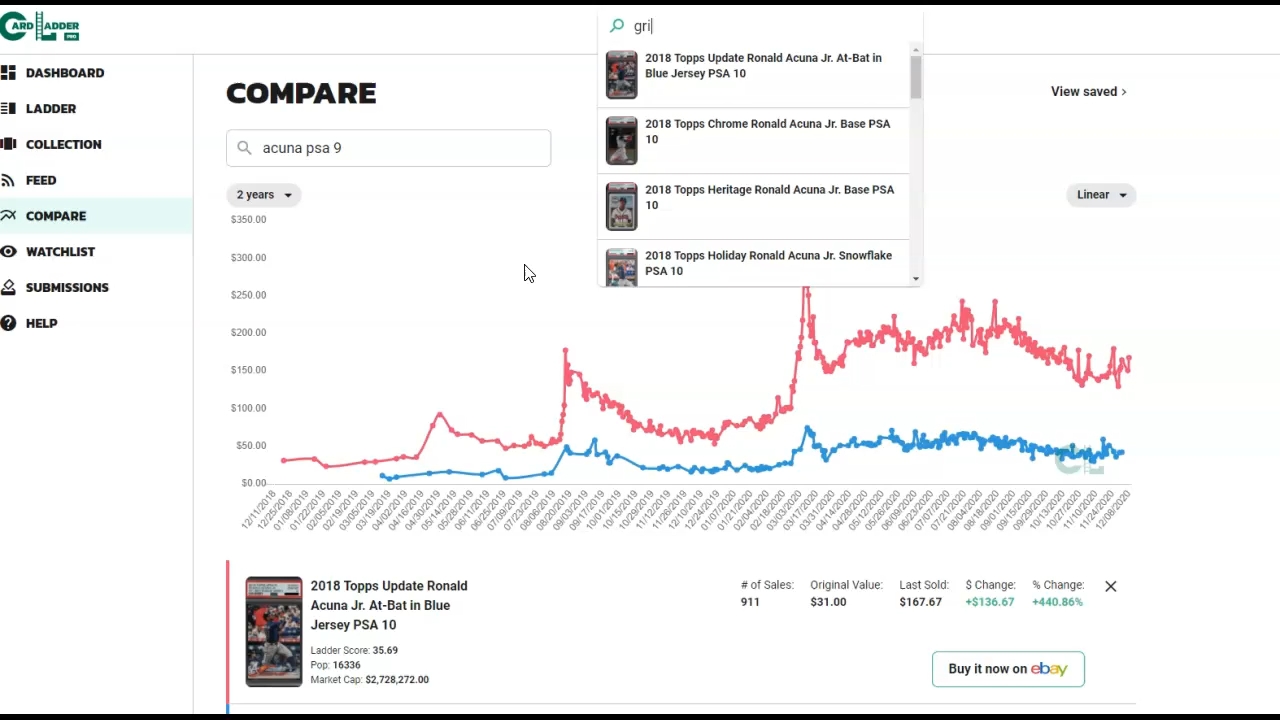 CARD LADDER
PRO
gri
2018 Topps Update Ronald Acuna Jr. At-Bat in
Blue Jersey PSA 10
2018 Topps Chrome Ronald Acuna Jr. Base PSA
10
2018 Topps Heritage Ronald Acuna Jr. Base PSA
10
2018 Topps Holiday Ronald Acuna Jr. Snowflake
PSA 10
DASHBOARD
LADDER
COLLECTION
FEED
COMPARE
WATCHLIST
SUBMISSIONS
HELP
COMPARE
View saved >
acuna psa 9
2 years
Linear
$350.00
$300.00
$250.00
$200.00
$150.00
$100.00
$50.00
$0.00
12/11/2018
12/25/2018
01/08/2019
01/22/2019
02/05/2019
02/19/2019
03/05/2019
03/19/2019
04/02/2019
04/16/2019
04/30/2019
05/14/2019
05/28/2019
06/11/2019
06/25/2019
07/09/2019
07/23/2019
08/06/2019
08/20/2019
09/03/2019
09/17/2019
10/01/2019
10/15/2019
10/29/2019
11/12/2019
11/26/2019
12/10/2019
12/24/2019
01/07/2020
01/21/2020
02/04/2020
02/18/2020
03/03/2020
03/17/2020
03/31/2020
04/14/2020
04/28/2020
05/12/2020
05/26/2020
06/09/2020
06/23/2020
07/07/2020
07/21/2020
08/04/2020
08/18/2020
09/01/2020
09/15/2020
09/29/2020
10/13/2020
10/27/2020
11/10/2020
11/24/2020
12/08/2020
2018 Topps Update Ronald
Acuna Jr. At-Bat in Blue
Jersey PSA 10
Ladder Score: 35.69
Pop: 16336
Market Cap: $2,728,272.00
# of Sales: Original Value: Last Sold: $ Change: % Change:
911 $31.00 $167.67 +$136.67 +440.86%
Buy it now on ebay